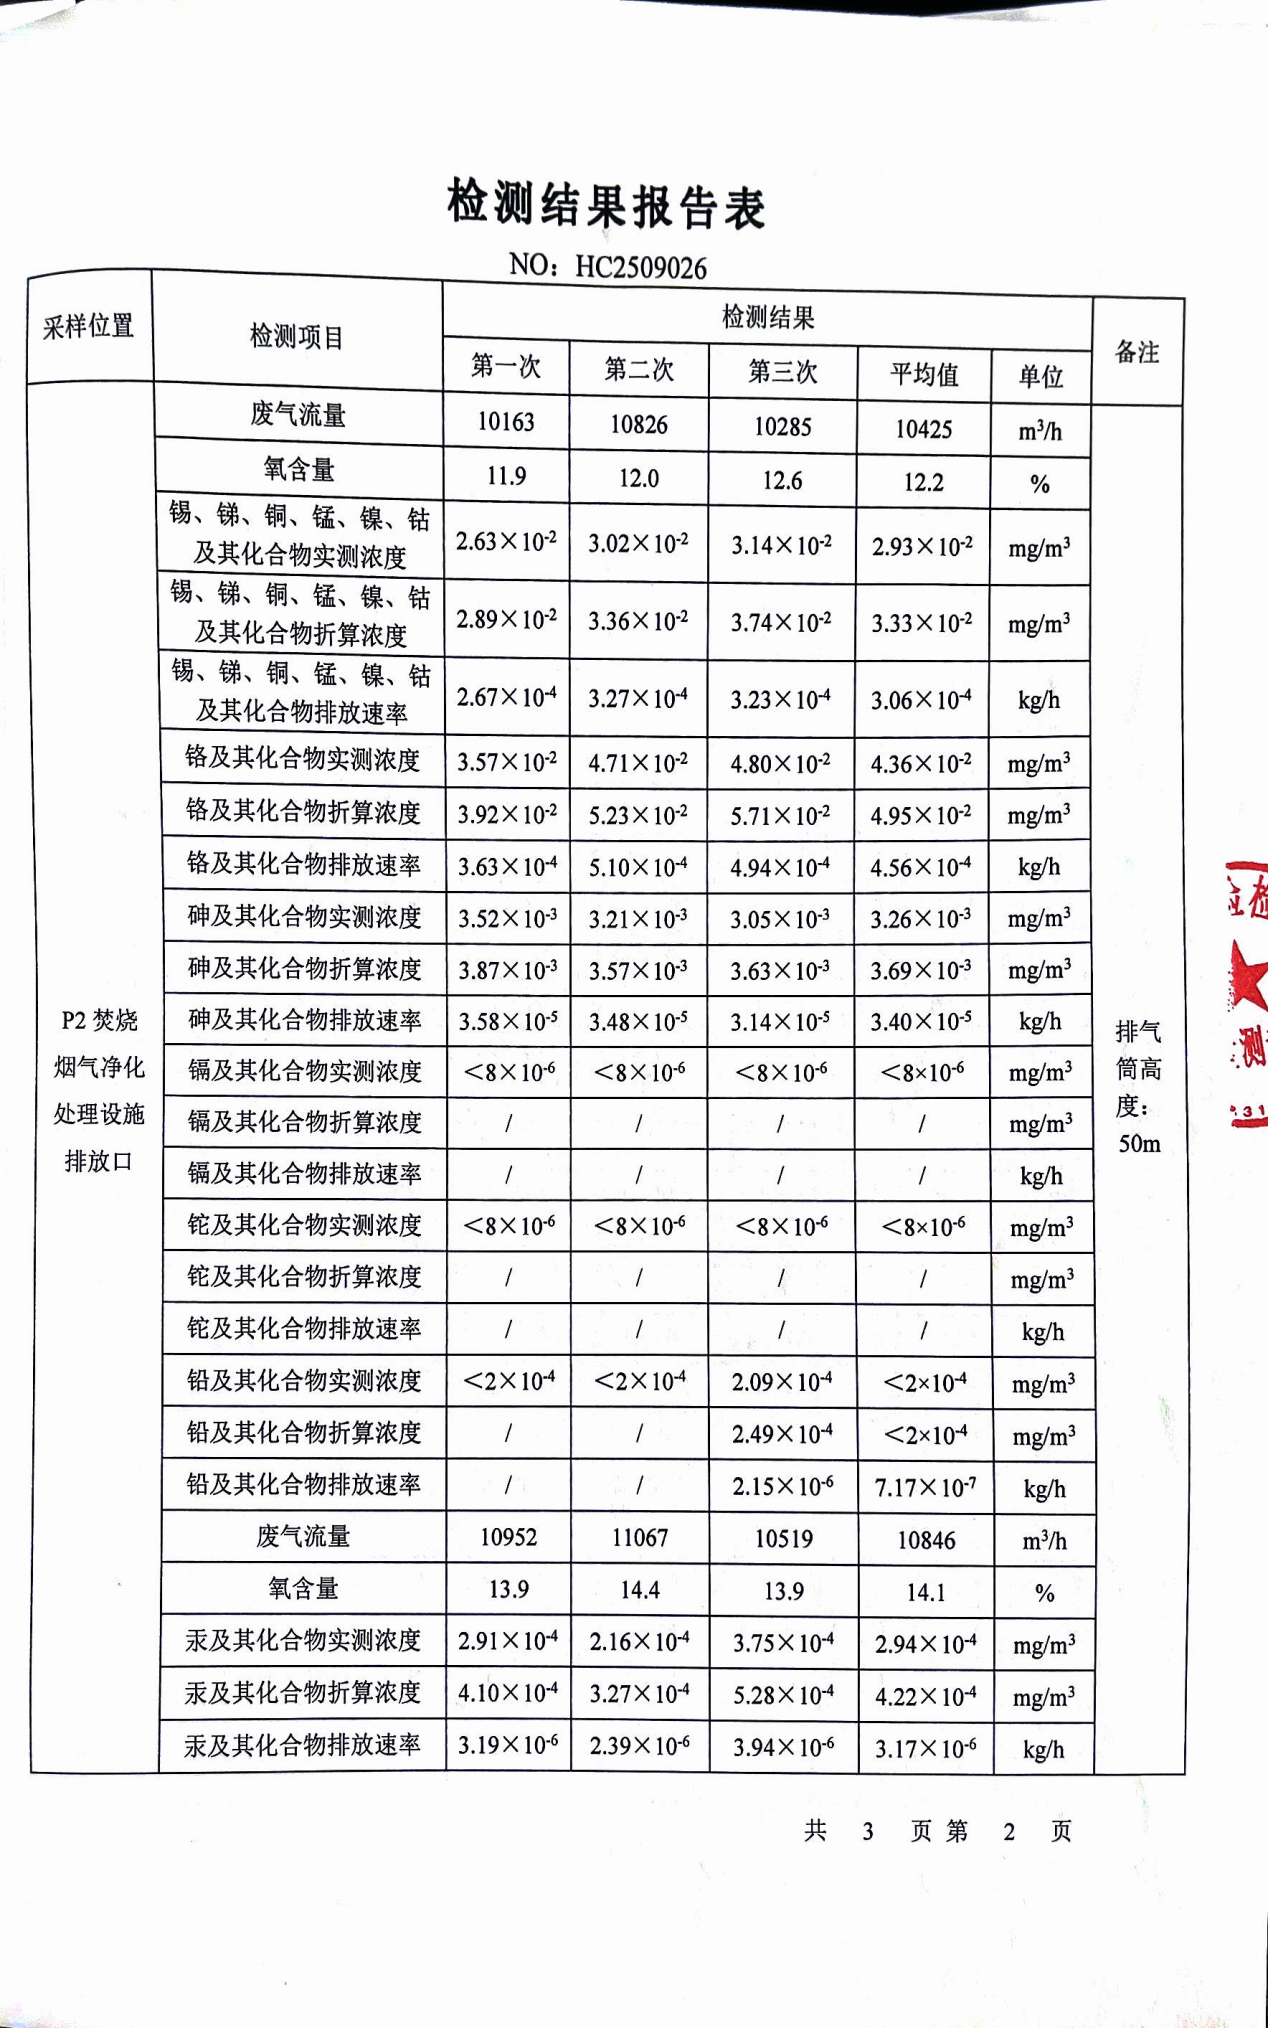 检测结果报告表
NO：HC2509026
采样位置 检测项目 检测结果 备注
第一次 第二次 第三次 平均值 单位
废气流量 10163 10826 10285 10425 m³/h
氧含量 11.9 12.0 12.6 12.2 %
锡、锑、铜、锰、镍、钴
及其化合物实测浓度 2.63×10⁻² 3.02×10⁻² 3.14×10⁻² 2.93×10⁻² mg/m³
锡、锑、铜、锰、镍、钴
及其化合物折算浓度 2.89×10⁻² 3.36×10⁻² 3.74×10⁻² 3.33×10⁻² mg/m³
锡、锑、铜、锰、镍、钴
及其化合物排放速率 2.67×10⁻⁴ 3.27×10⁻⁴ 3.23×10⁻⁴ 3.06×10⁻⁴ kg/h
铬及其化合物实测浓度 3.57×10⁻² 4.71×10⁻² 4.80×10⁻² 4.36×10⁻² mg/m³
铬及其化合物折算浓度 3.92×10⁻² 5.23×10⁻² 5.71×10⁻² 4.95×10⁻² mg/m³
铬及其化合物排放速率 3.63×10⁻⁴ 5.10×10⁻⁴ 4.94×10⁻⁴ 4.56×10⁻⁴ kg/h
砷及其化合物实测浓度 3.52×10⁻³ 3.21×10⁻³ 3.05×10⁻³ 3.26×10⁻³ mg/m³
砷及其化合物折算浓度 3.87×10⁻³ 3.57×10⁻³ 3.63×10⁻³ 3.69×10⁻³ mg/m³
砷及其化合物排放速率 3.58×10⁻⁵ 3.48×10⁻⁵ 3.14×10⁻⁵ 3.40×10⁻⁵ kg/h
镉及其化合物实测浓度 <8×10⁻⁶ <8×10⁻⁶ <8×10⁻⁶ <8×10⁻⁶ mg/m³
镉及其化合物折算浓度 / / / / mg/m³
镉及其化合物排放速率 / / / / kg/h
铊及其化合物实测浓度 <8×10⁻⁶ <8×10⁻⁶ <8×10⁻⁶ <8×10⁻⁶ mg/m³
铊及其化合物折算浓度 / / / / mg/m³
铊及其化合物排放速率 / / / / kg/h
铅及其化合物实测浓度 <2×10⁻⁴ <2×10⁻⁴ 2.09×10⁻⁴ <2×10⁻⁴ mg/m³
铅及其化合物折算浓度 / / 2.49×10⁻⁴ <2×10⁻⁴ mg/m³
铅及其化合物排放速率 / / 2.15×10⁻⁶ 7.17×10⁻⁷ kg/h
废气流量 10952 11067 10519 10846 m³/h
氧含量 13.9 14.4 13.9 14.1 %
汞及其化合物实测浓度 2.91×10⁻⁴ 2.16×10⁻⁴ 3.75×10⁻⁴ 2.94×10⁻⁴ mg/m³
汞及其化合物折算浓度 4.10×10⁻⁴ 3.27×10⁻⁴ 5.28×10⁻⁴ 4.22×10⁻⁴ mg/m³
汞及其化合物排放速率 3.19×10⁻⁶ 2.39×10⁻⁶ 3.94×10⁻⁶ 3.17×10⁻⁶ kg/h
P2 焚烧
烟气净化
处理设施
排放口
排气
筒高
度：
50m
共 3 页 第 2 页
检
测
31